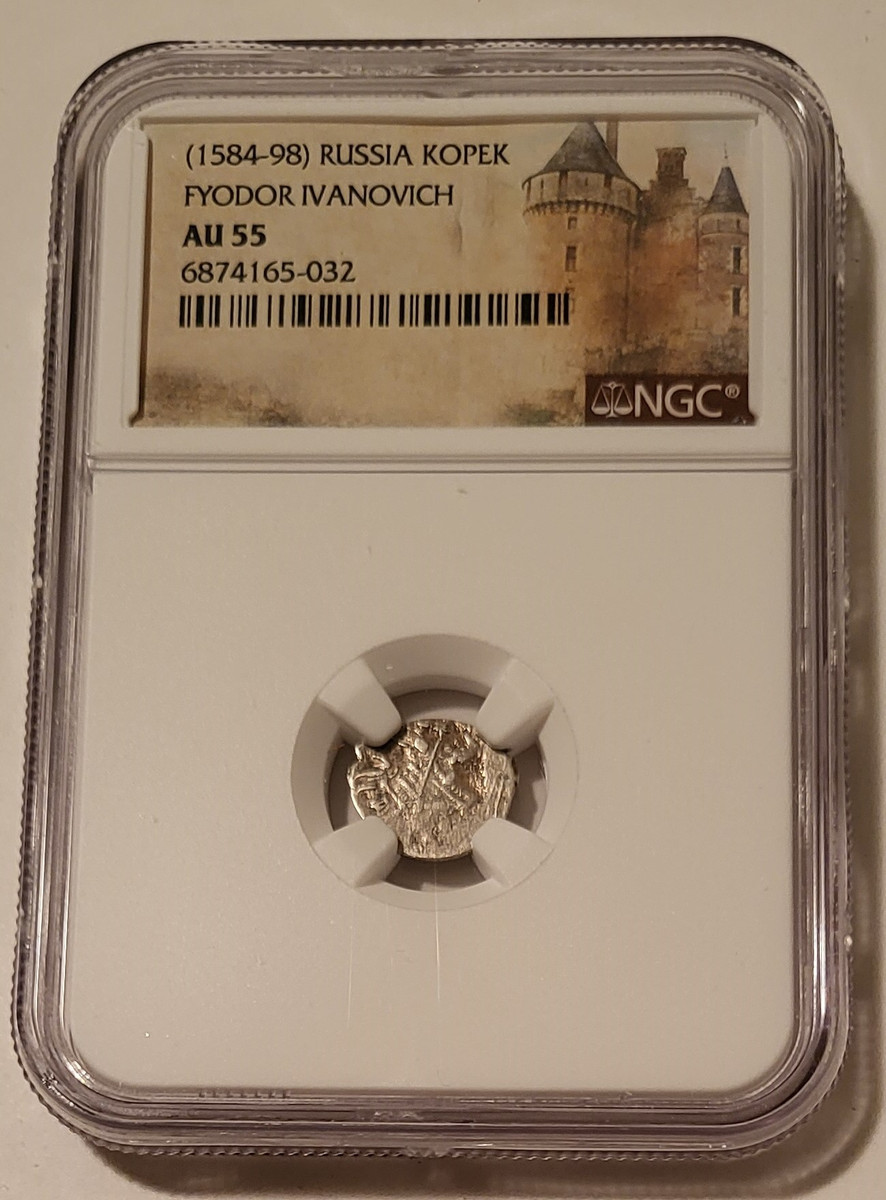 (1584-98) RUSSIA KOPEK
FYODOR IVANOVICH
AU 55
6874165-032
NGC®